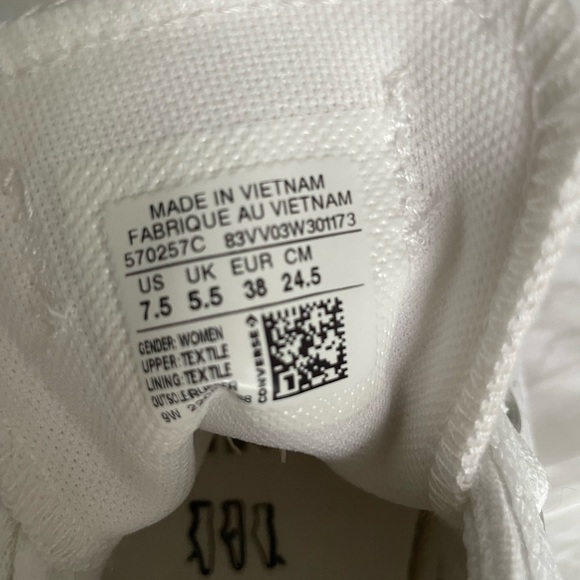 MADE IN VIETNAM
FABRIQUE AU VIETNAM
570257C 83VV03W301173
US UK EUR CM
7.5 5.5 38 24.5
GENDER: WOMEN
UPPER: TEXTILE
LINING: TEXTILE
CONVERSE